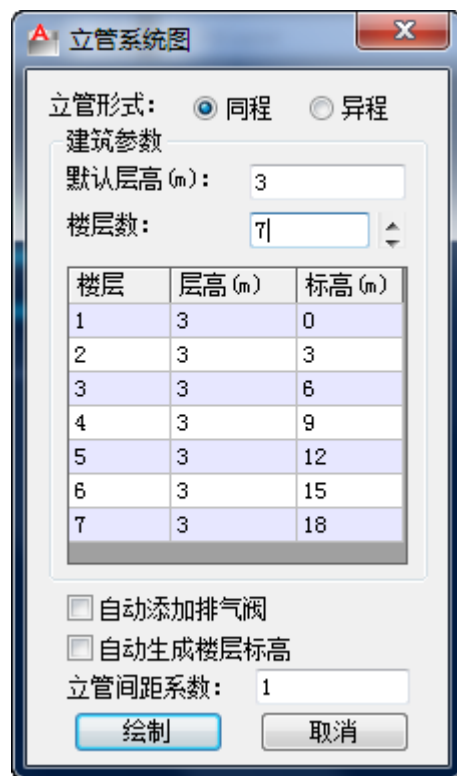 立管系统图
立管形式： 同程 异程
建筑参数
默认层高(m)： 3
楼层数： 7
楼层 层高(m) 标高(m)
1 3 0
2 3 3
3 3 6
4 3 9
5 3 12
6 3 15
7 3 18
自动添加排气阀
自动生成楼层标高
立管间距系数： 1
绘制 取消